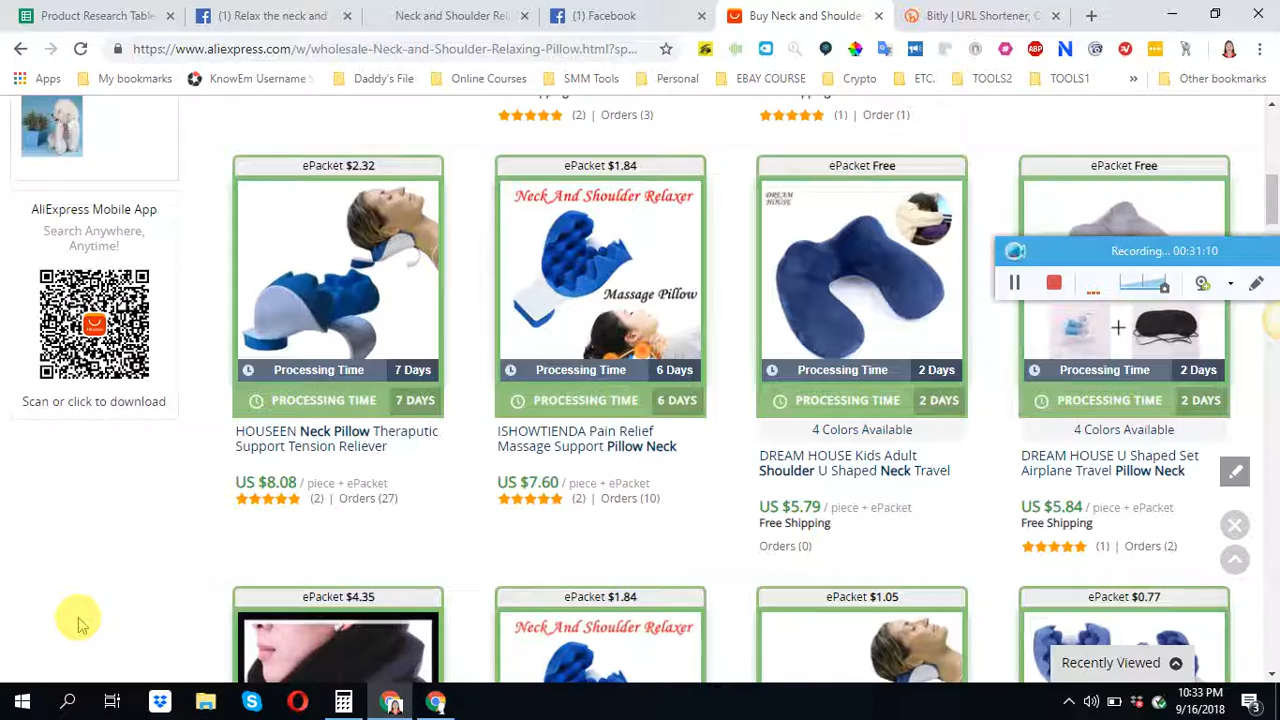 Product Research Table
(1) Relax the neck and
Neck and Shoulder Rel
(1) Facebook
Buy Neck and Shoulde
Bitly | URL Shortener, C
https://www.aliexpress.com/w/wholesale-Neck-and-Shoulder-Relaxing-Pillow.html?sp...
Apps
My bookmarks
KnowEm Username
Daddy's File
Online Courses
SMM Tools
Personal
EBAY COURSE
Crypto
ETC.
TOOLS2
TOOLS1
»
Other bookmarks
(2) | Orders (3)
(1) | Order (1)
AliExpress Mobile App
Search Anywhere,
Anytime!
Scan or click to download
ePacket $2.32
Processing Time 7 Days
PROCESSING TIME 7 DAYS
HOUSEEN Neck Pillow Theraputic
Support Tension Reliever
US $8.08 / piece + ePacket
(2) | Orders (27)
ePacket $1.84
Neck And Shoulder Relaxer
Massage Pillow
Processing Time 6 Days
PROCESSING TIME 6 DAYS
ISHOWTIENDA Pain Relief
Massage Support Pillow Neck
US $7.60 / piece + ePacket
(2) | Orders (10)
ePacket Free
DREAM
HOUSE
Processing Time 2 Days
PROCESSING TIME 2 DAYS
4 Colors Available
DREAM HOUSE Kids Adult
Shoulder U Shaped Neck Travel
US $5.79 / piece + ePacket
Free Shipping
Orders (0)
ePacket Free
Recording... 00:31:10
+
Processing Time 2 Days
PROCESSING TIME 2 DAYS
4 Colors Available
DREAM HOUSE U Shaped Set
Airplane Travel Pillow Neck
US $5.84 / piece + ePacket
Free Shipping
(1) | Orders (2)
ePacket $4.35
ePacket $1.84
Neck And Shoulder Relaxer
ePacket $1.05
ePacket $0.77
Recently Viewed
10:33 PM
9/16/2018
3